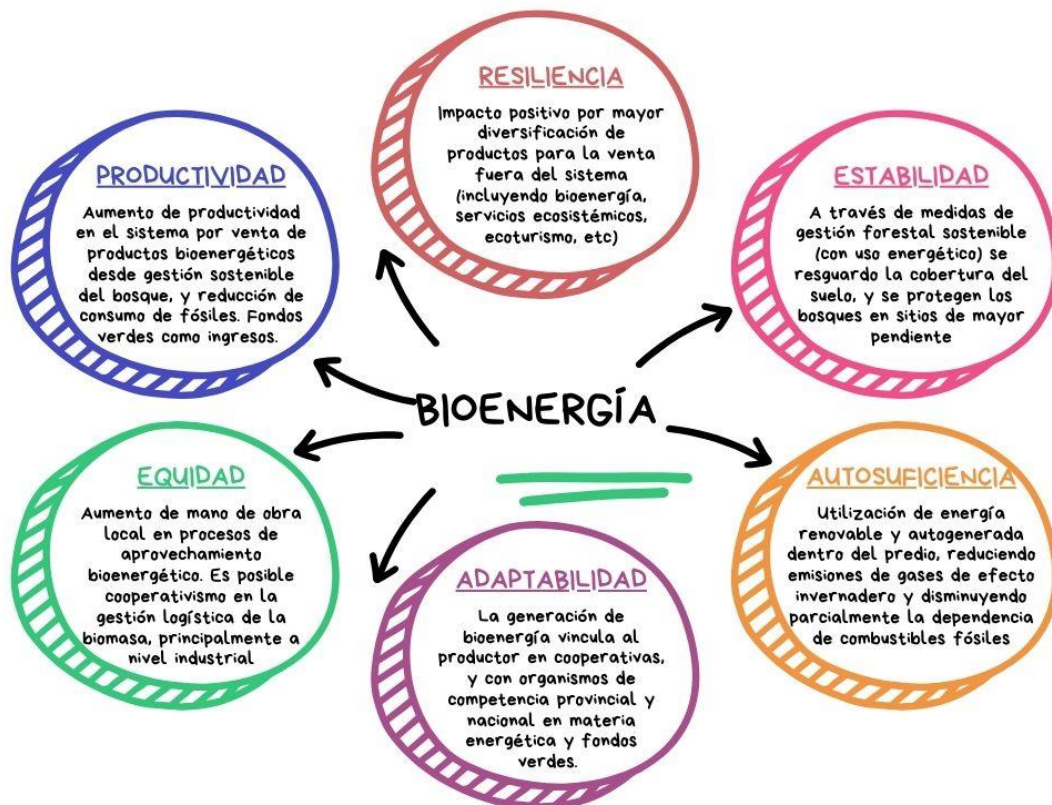 RESILIENCIA
Impacto positivo por mayor
diversificación de
productos para la venta
fuera del sistema
(incluyendo bioenergía,
servicios ecosistémicos,
ecoturismo, etc)
PRODUCTIVIDAD
Aumento de productividad
en el sistema por venta de
productos bioenergéticos
desde gestión sostenible
del bosque, y reducción de
consumo de fósiles. Fondos
verdes como ingresos.
ESTABILIDAD
A través de medidas de
gestión forestal sostenible
(con uso energético) se
resguardo la cobertura del
suelo, y se protegen los
bosques en sitios de mayor
pendiente
BIOENERGÍA
EQUIDAD
Aumento de mano de obra
local en procesos de
aprovechamiento
bioenergético. Es posible
cooperativismo en la
gestión logística de la
biomasa, principalmente a
nivel industrial
AUTOSUFICIENCIA
Utilización de energía
renovable y autogenerada
dentro del predio, reduciendo
emisiones de gases de efecto
invernadero y disminuyendo
parcialmente la dependencia
de combustibles fósiles
ADAPTABILIDAD
La generación de
bioenergía vincula al
productor en cooperativas,
y con organismos de
competencia provincial y
nacional en materia
energética y fondos
verdes.